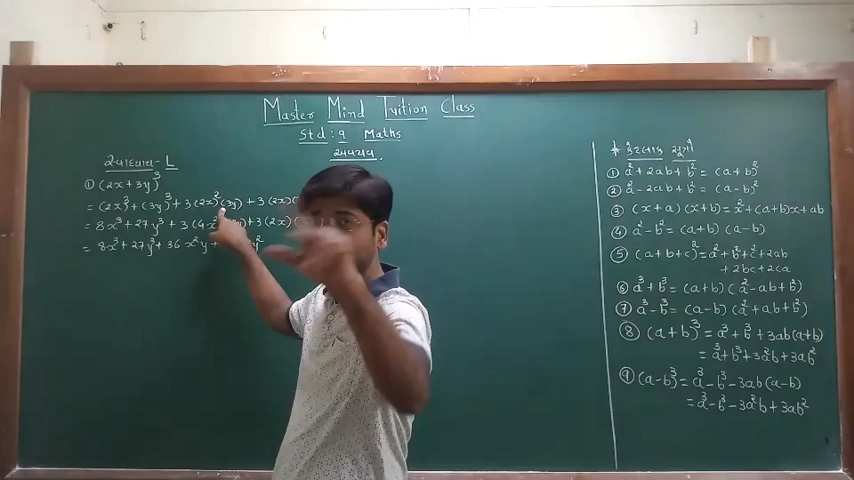 Master Mind Tuition Class
Std : 9 Maths
અવયવ.
સ્વાધ્યાય - L
① (2x + 3y)³
= (2x)³ + (3y)³ + 3(2x)²(3y) + 3(2x)(
= 8x³ + 27y³ + 3(4x² y) + 3(2x)(
= 8x³ + 27y³ + 36x²y + y²
* કેટલાક સૂત્રો
① a² + 2ab + b² = (a+b)²
② a² - 2ab + b² = (a-b)²
③ (x+a) (x+b) = x² + (a+b)x + ab
④ a² - b² = (a+b) (a-b)
⑤ (a+b+c)² = a² + b² + c² + 2ab
+ 2bc + 2ca
⑥ a³ + b³ = (a+b) (a² - ab + b²)
⑦ a³ - b³ = (a-b) (a² + ab + b²)
⑧ (a+b)³ = a³ + b³ + 3ab(a+b)
= a³ + b³ + 3a²b + 3ab²
⑨ (a-b)³ = a³ - b³ - 3ab(a-b)
= a³ - b³ - 3a²b + 3ab²